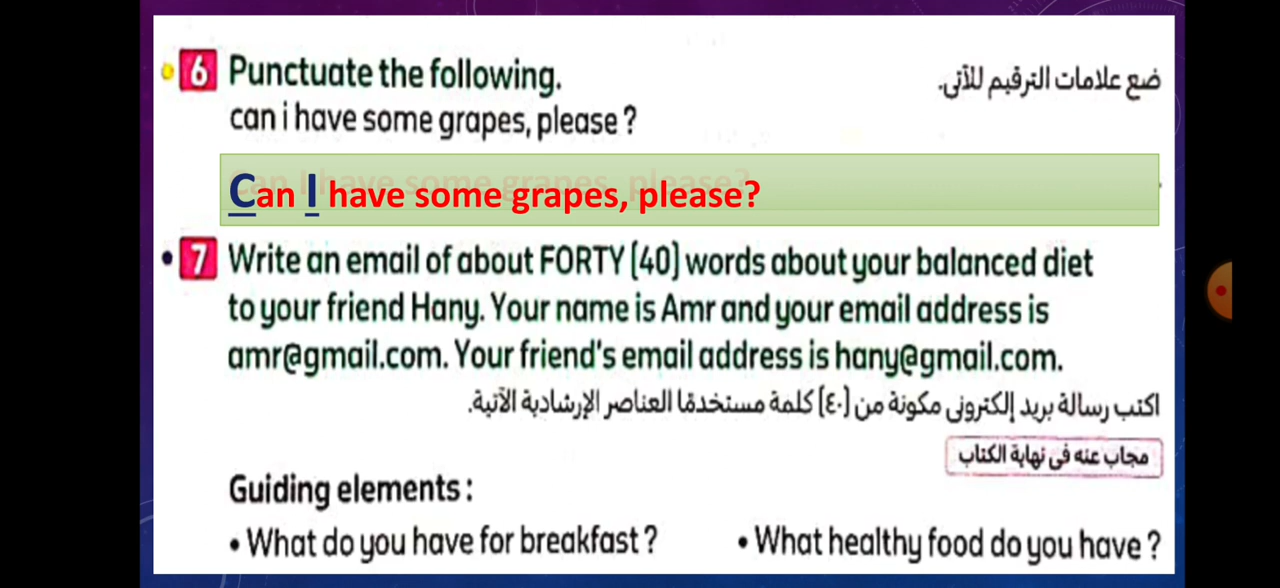 6 Punctuate the following. ضع علامات الترقيم للآتى.
can i have some grapes, please ?
Can I have some grapes, please?
7 Write an email of about FORTY (40) words about your balanced diet
to your friend Hany. Your name is Amr and your email address is
amr@gmail.com. Your friend's email address is hany@gmail.com.
اكتب رسالة بريد إلكترونى مكونة من (٤٠) كلمة مستخدمًا العناصر الإرشادية الآتية.
مجاب عنه فى نهاية الكتاب
Guiding elements :
• What do you have for breakfast ? • What healthy food do you have ?